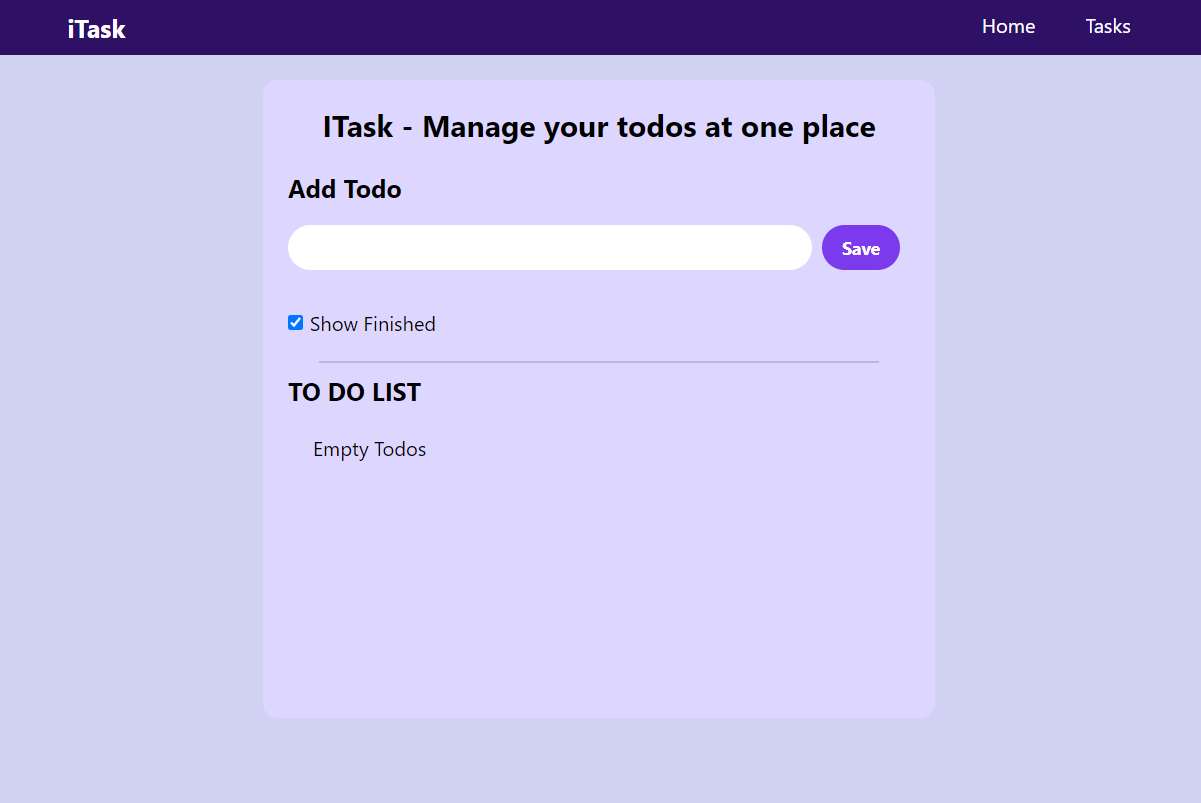 iTask
Home
Tasks
ITask - Manage your todos at one place
Add Todo
Save
Show Finished
TO DO LIST
Empty Todos